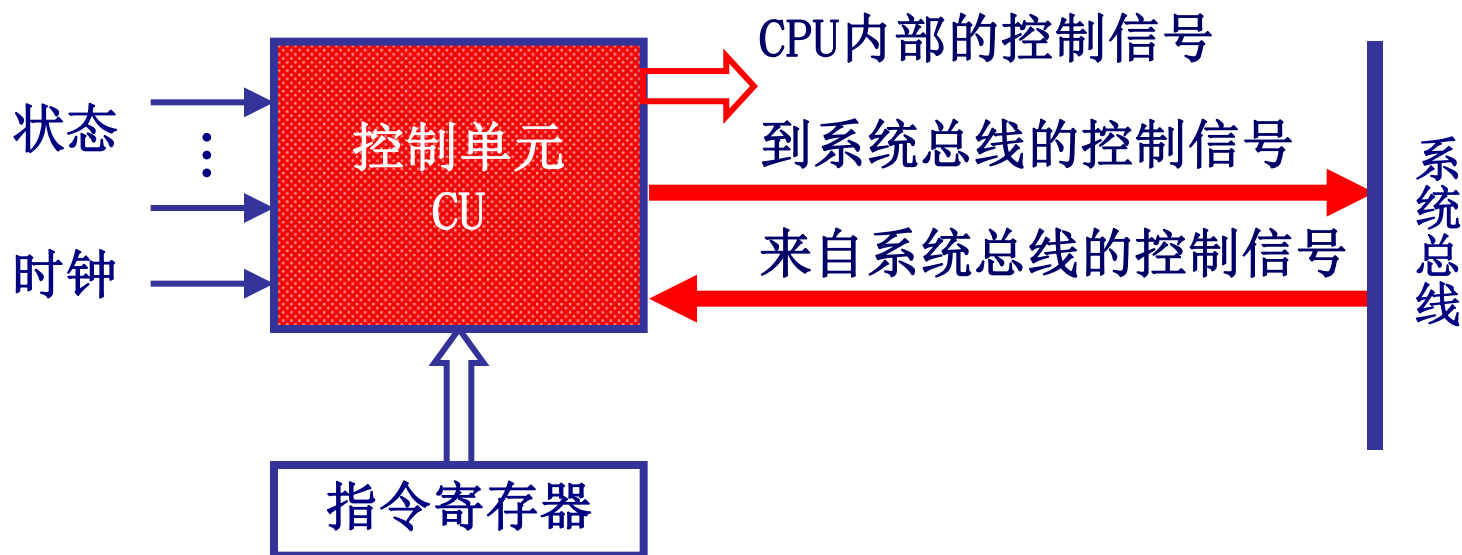 CPU内部的控制信号
状态
控制单元
CU
到系统总线的控制信号
来自系统总线的控制信号
时钟
系统总线
指令寄存器